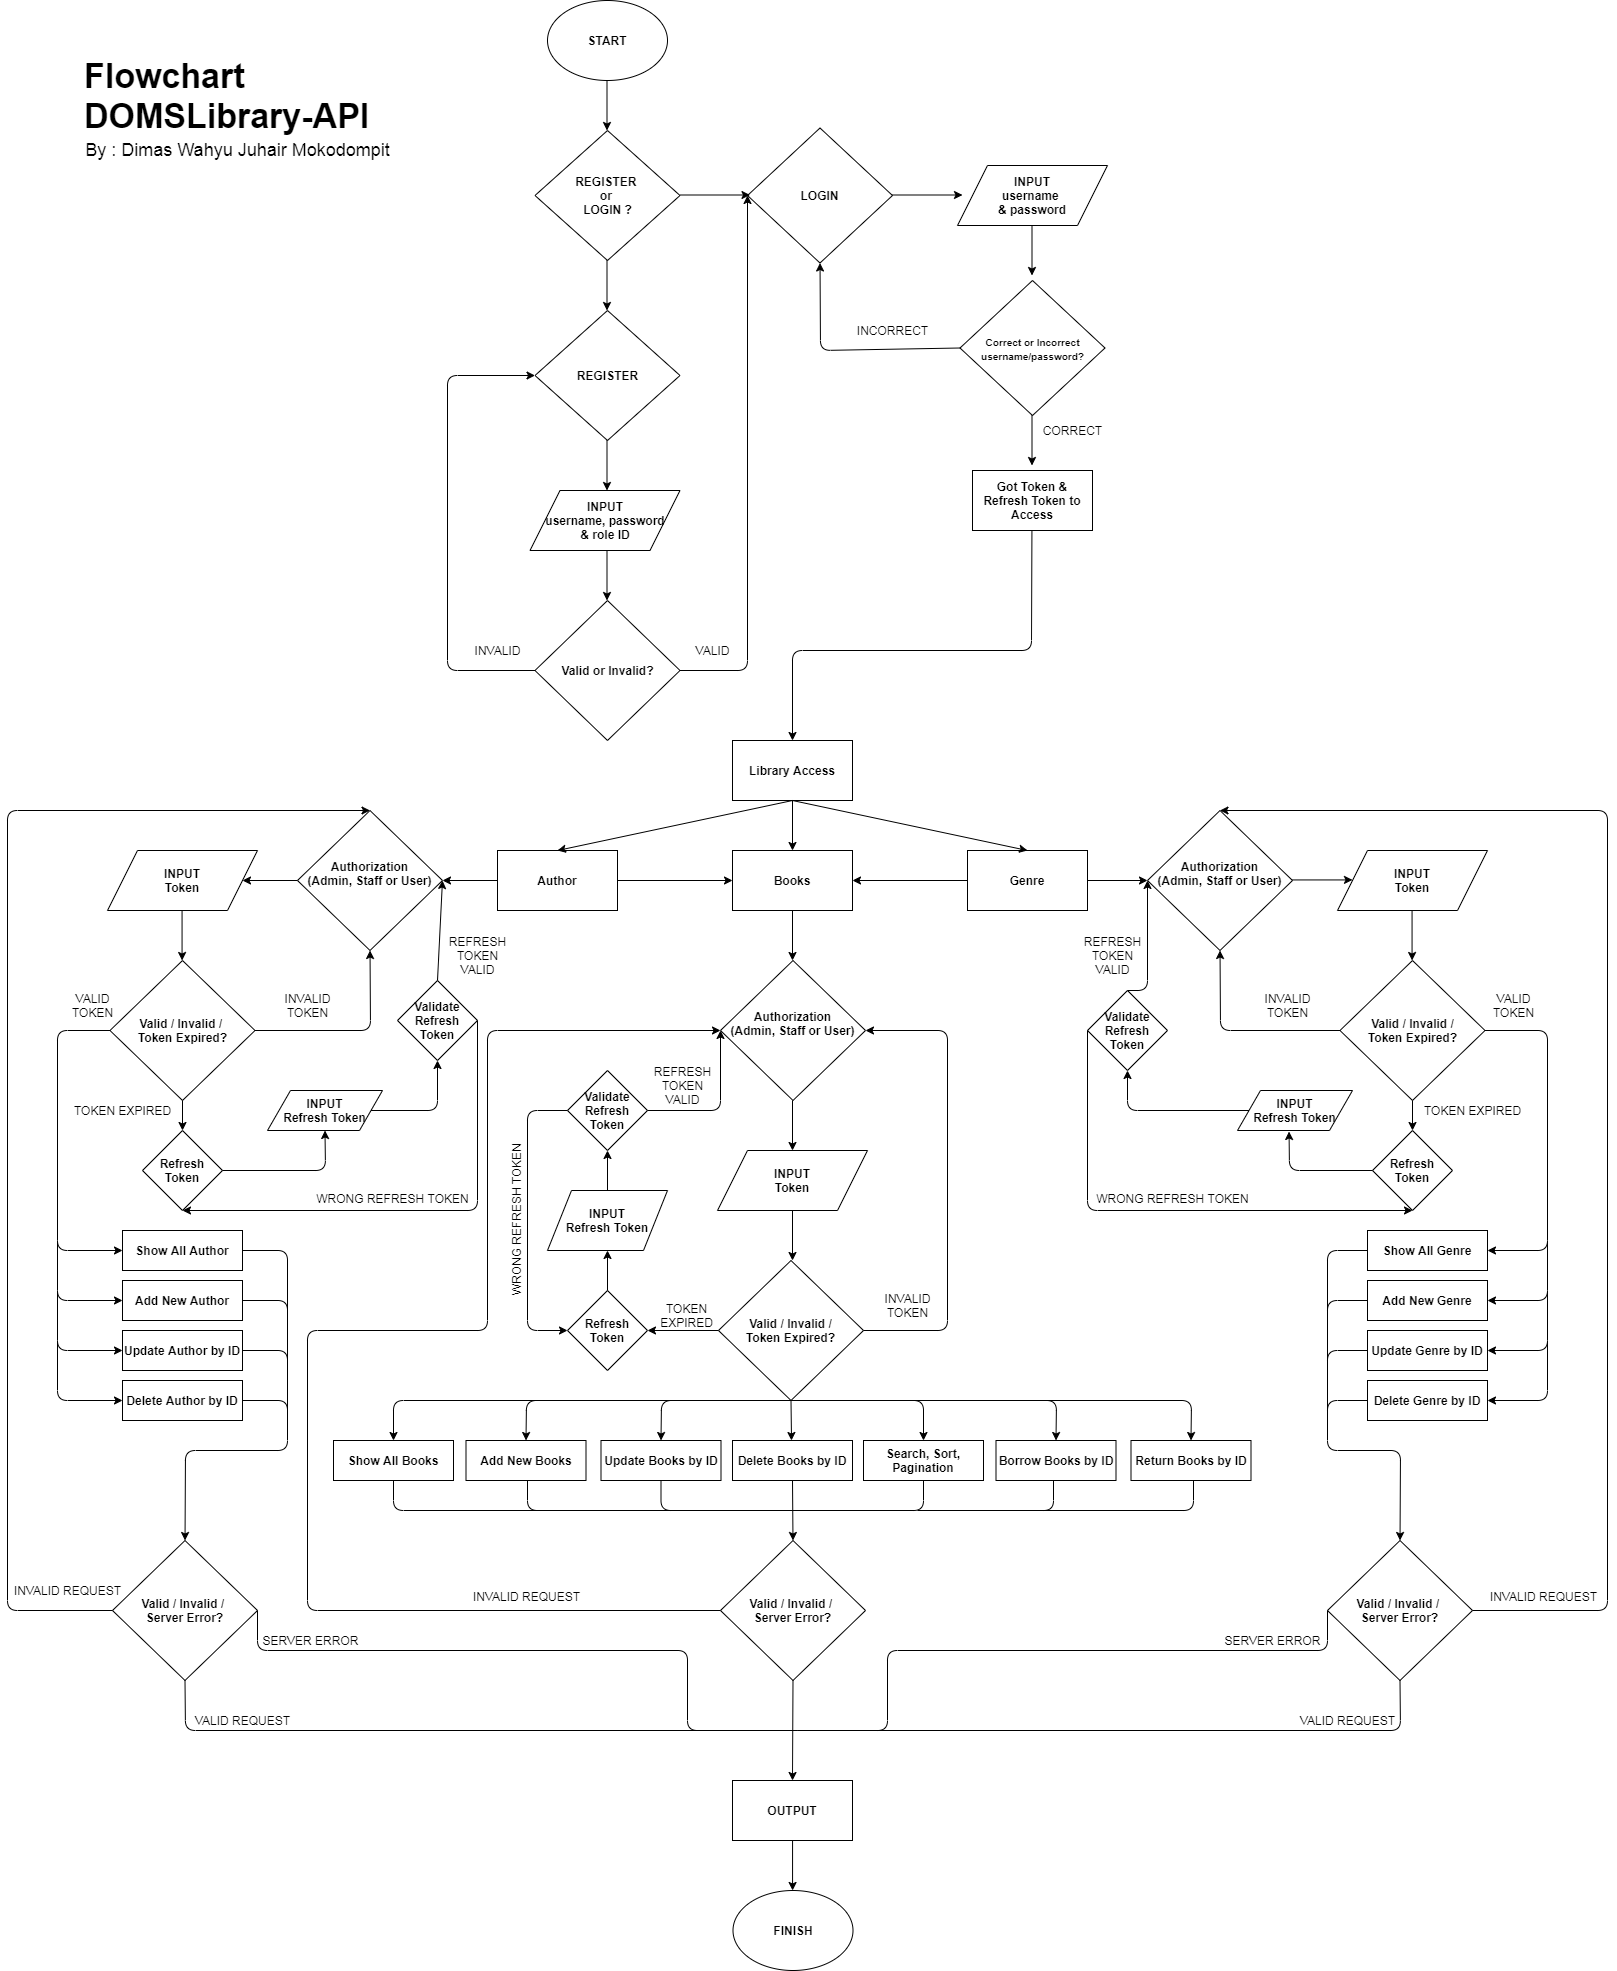 START
Flowchart
DOMSLibrary-API
By : Dimas Wahyu Juhair Mokodompit
REGISTER
or
LOGIN ?
LOGIN
INPUT
username
& password
INCORRECT
Correct or Incorrect
username/password?
REGISTER
CORRECT
Got Token &
Refresh Token to
Access
INPUT
username, password
& role ID
INVALID
VALID
Valid or Invalid?
Library Access
INPUT
Token
Authorization
(Admin, Staff or User)
Author
Books
Genre
Authorization
(Admin, Staff or User)
INPUT
Token
REFRESH
TOKEN
VALID
REFRESH
TOKEN
VALID
VALID
TOKEN
Valid / Invalid /
Token Expired?
INVALID
TOKEN
Validate
Refresh
Token
Authorization
(Admin, Staff or User)
Validate
Refresh
Token
INVALID
TOKEN
Valid / Invalid /
Token Expired?
VALID
TOKEN
TOKEN EXPIRED
INPUT
Refresh Token
Validate
Refresh
Token
REFRESH
TOKEN
VALID
INPUT
Refresh Token
TOKEN EXPIRED
Refresh
Token
WRONG REFRESH TOKEN
WRONG REFRESH TOKEN
INPUT
Refresh Token
INPUT
Token
WRONG REFRESH TOKEN
Refresh
Token
Show All Author
Add New Author
Update Author by ID
Delete Author by ID
Refresh
Token
TOKEN
EXPIRED
Valid / Invalid /
Token Expired?
INVALID
TOKEN
Show All Genre
Add New Genre
Update Genre by ID
Delete Genre by ID
Show All Books
Add New Books
Update Books by ID
Delete Books by ID
Search, Sort,
Pagination
Borrow Books by ID
Return Books by ID
INVALID REQUEST
Valid / Invalid /
Server Error?
INVALID REQUEST
Valid / Invalid /
Server Error?
Valid / Invalid /
Server Error?
INVALID REQUEST
SERVER ERROR
SERVER ERROR
VALID REQUEST
VALID REQUEST
OUTPUT
FINISH